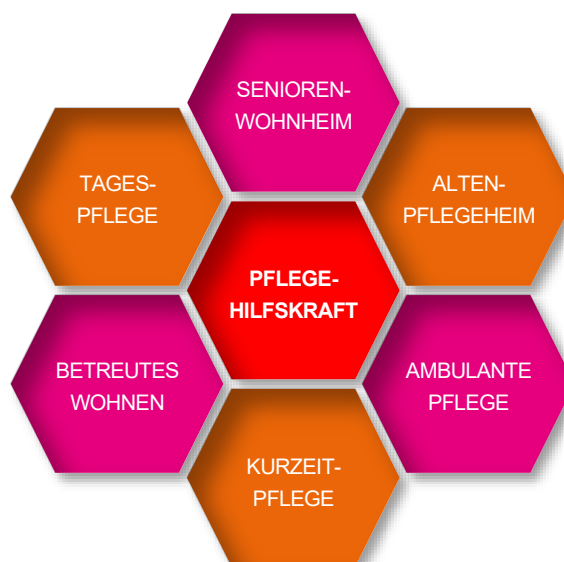 SENIOREN-
WOHNHEIM
TAGES-
PFLEGE
ALTEN-
PFLEGEHEIM
PFLEGE-
HILFSKRAFT
BETREUTES
WOHNEN
AMBULANTE
PFLEGE
KURZEIT-
PFLEGE